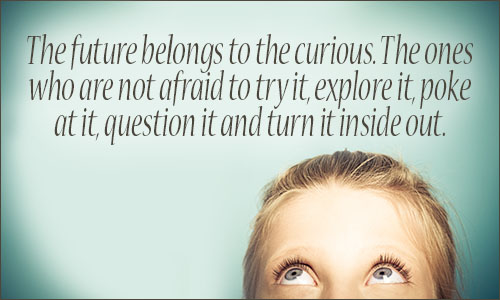 The future belongs to the curious. The ones
who are not afraid to try it, explore it, poke
at it, question it and turn it inside out.